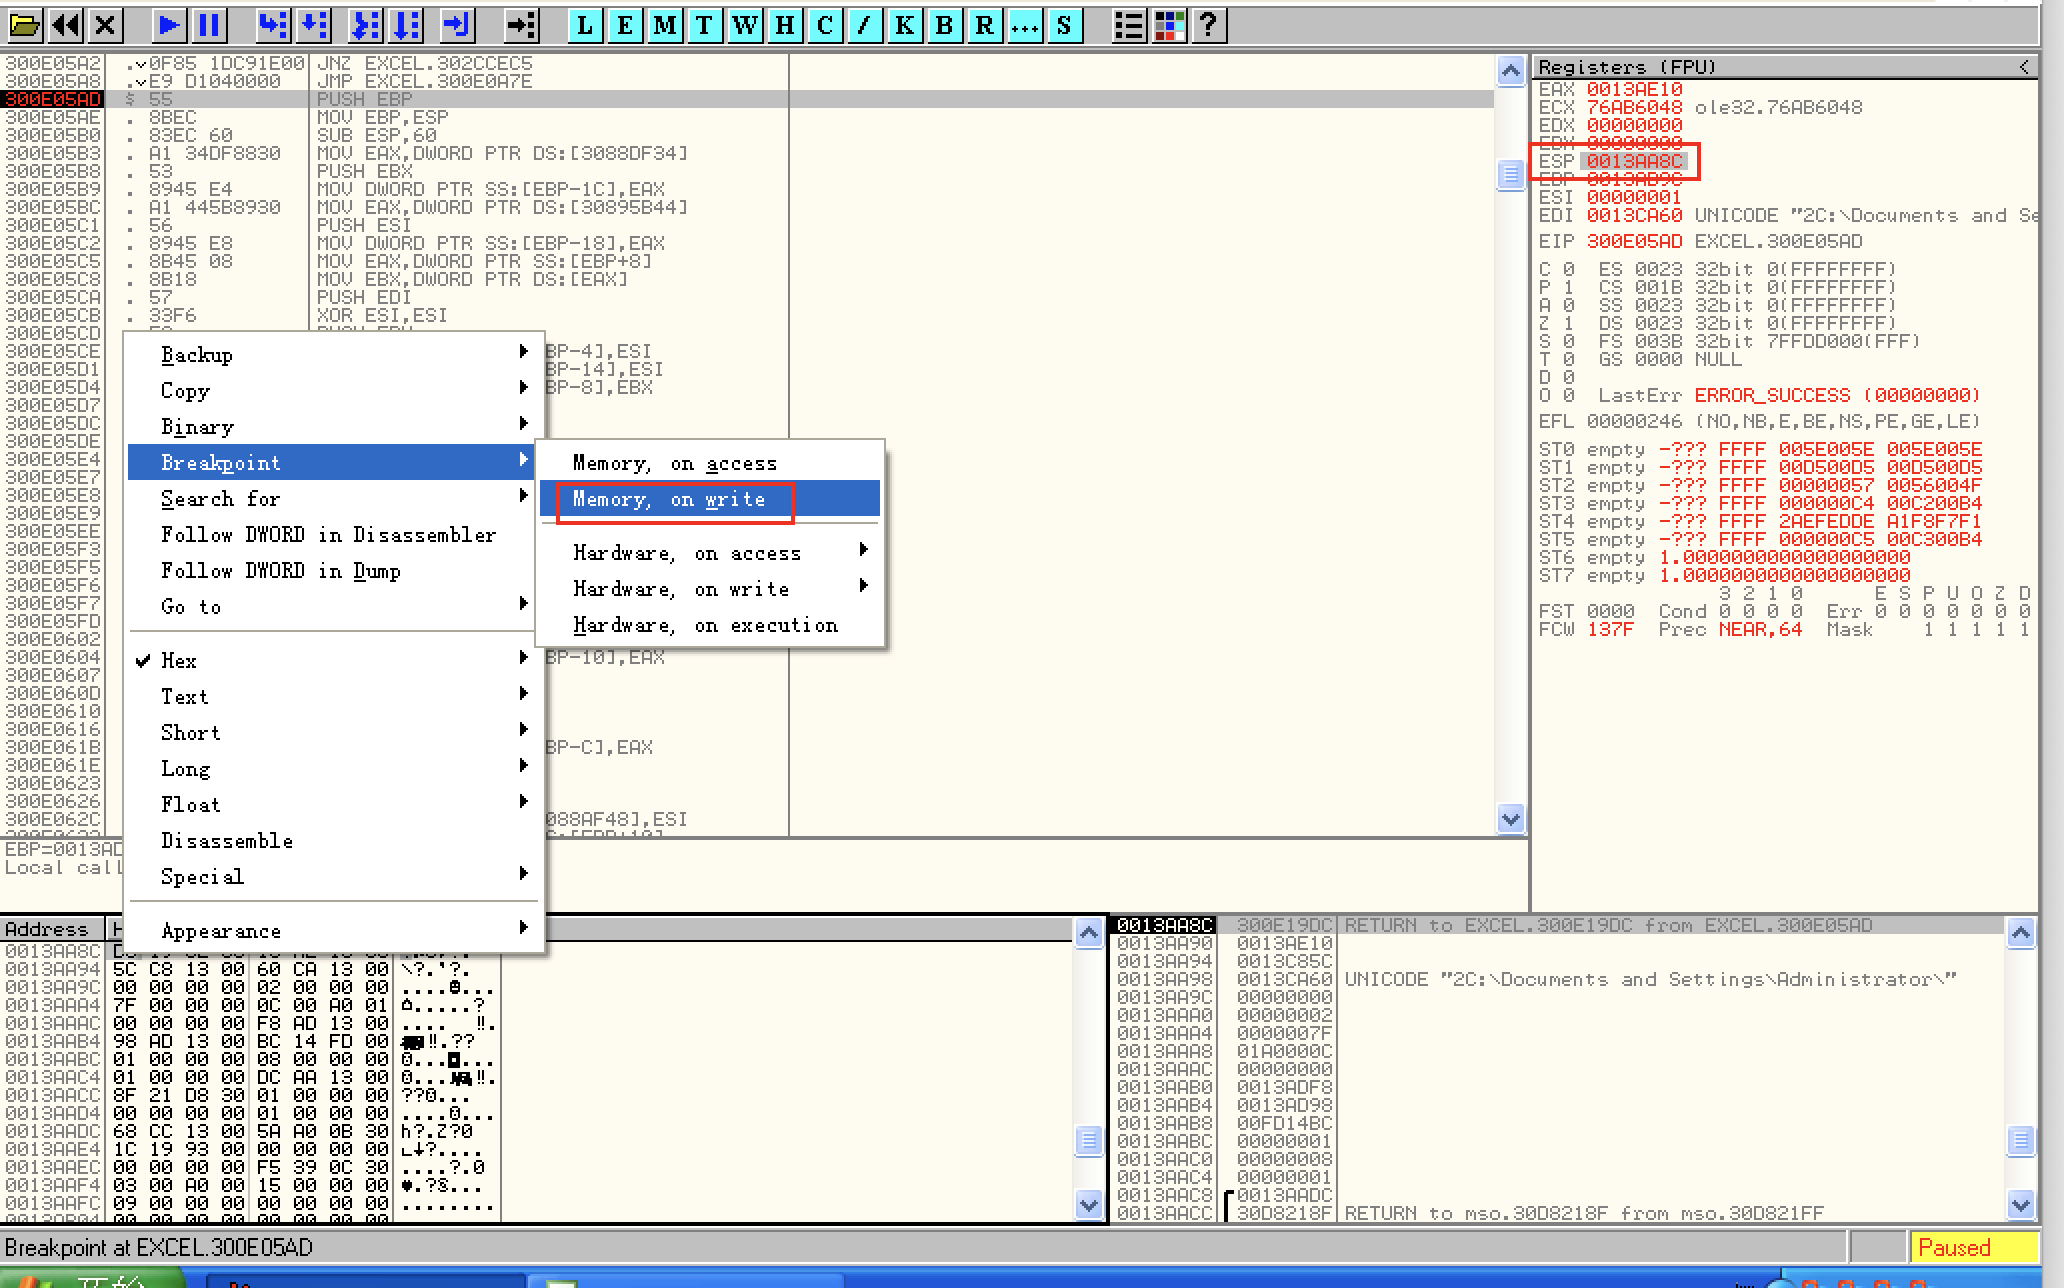 L E M T W H C / K B R ... S ?
300E05A2 .v 0F85 1DC91E00 JNZ EXCEL.302CCEC5
300E05A8 .v E9 D1040000 JMP EXCEL.300E0A7E
300E05AD $ 55 PUSH EBP
300E05AE . 8BEC MOV EBP,ESP
300E05B0 . 83EC 60 SUB ESP,60
300E05B3 . A1 34DF8830 MOV EAX,DWORD PTR DS:[3088DF34]
300E05B8 . 53 PUSH EBX
300E05B9 . 8945 E4 MOV DWORD PTR SS:[EBP-1C],EAX
300E05BC . A1 445B8930 MOV EAX,DWORD PTR DS:[30895B44]
300E05C1 . 56 PUSH ESI
300E05C2 . 8945 E8 MOV DWORD PTR SS:[EBP-18],EAX
300E05C5 . 8B45 08 MOV EAX,DWORD PTR SS:[EBP+8]
300E05C8 . 8B18 MOV EBX,DWORD PTR DS:[EAX]
300E05CA . 57 PUSH EDI
300E05CB . 33F6 XOR ESI,ESI
300E05CD
300E05CE BP-4],ESI
300E05D1 BP-14],ESI
300E05D4 BP-8],EBX
300E05D7
300E05DC
300E05DE
300E05E4
300E05E7
300E05E8
300E05E9
300E05EE
300E05F3
300E05F5
300E05F6
300E05F7
300E05FD
300E0602
300E0604 BP-10],EAX
300E0607
300E060D
300E0610
300E0616
300E061B BP-C],EAX
300E061E
300E0623
300E0626
300E062C 088AF48],ESI
EBP=0013AD
Local cal
Backup
Copy
Binary
Breakpoint
Search for
Follow DWORD in Disassembler
Follow DWORD in Dump
Go to
Hex
Text
Short
Long
Float
Disassemble
Special
Appearance
Memory, on access
Memory, on write
Hardware, on access
Hardware, on write
Hardware, on execution
Registers (FPU) <
EAX 0013AE10
ECX 76AB6048 ole32.76AB6048
EDX 00000000
EBX 00000000
ESP 0013AA8C
EBP 0013AD9C
ESI 00000001
EDI 0013CA60 UNICODE "2C:\Documents and Se
EIP 300E05AD EXCEL.300E05AD
C 0 ES 0023 32bit 0(FFFFFFFF)
P 1 CS 001B 32bit 0(FFFFFFFF)
A 0 SS 0023 32bit 0(FFFFFFFF)
Z 1 DS 0023 32bit 0(FFFFFFFF)
S 0 FS 003B 32bit 7FFDD000(FFF)
T 0 GS 0000 NULL
D 0
O 0 LastErr ERROR_SUCCESS (00000000)
EFL 00000246 (NO,NB,E,BE,NS,PE,GE,LE)
ST0 empty -??? FFFF 005E005E 005E005E
ST1 empty -??? FFFF 00D500D5 00D500D5
ST2 empty -??? FFFF 00000057 0056004F
ST3 empty -??? FFFF 000000C4 00C200B4
ST4 empty -??? FFFF 2AEFEDDE A1F8F7F1
ST5 empty -??? FFFF 000000C5 00C300B4
ST6 empty 1.0000000000000000000
ST7 empty 1.0000000000000000000
3 2 1 0 E S P U O Z D
FST 0000 Cond 0 0 0 0 Err 0 0 0 0 0 0 0
FCW 137F Prec NEAR,64 Mask 1 1 1 1 1
Address
0013AA8C
0013AA94 5C C8 13 00 60 CA 13 00 \?.'?.
0013AA9C 00 00 00 00 02 00 00 00
0013AAA4 7F 00 00 00 0C 00 A0 01
0013AAAC 00 00 00 00 F8 AD 13 00
0013AAB4 98 AD 13 00 BC 14 FD 00
0013AABC 01 00 00 00 08 00 00 00
0013AAC4 01 00 00 00 DC AA 13 00
0013AACC 8F 21 D8 30 01 00 00 00 ??0...
0013AAD4 00 00 00 00 01 00 00 00
0013AADC 68 CC 13 00 5A A0 0B 30 h?.Z?0
0013AAE4 1C 19 93 00 00 00 00 00
0013AAEC 00 00 00 00 F5 39 0C 30 ....?.0
0013AAF4 03 00 A0 00 15 00 00 00
0013AAFC 09 00 00 00 00 00 00 00 ........
0013AA8C 300E19DC RETURN to EXCEL.300E19DC from EXCEL.300E05AD
0013AA90 0013AE10
0013AA94 0013C85C
0013AA98 0013CA60 UNICODE "2C:\Documents and Settings\Administrator\"
0013AA9C 00000000
0013AAA0 00000002
0013AAA4 0000007F
0013AAA8 01A0000C
0013AAAC 00000000
0013AAB0 0013ADF8
0013AAB4 0013AD98
0013AAB8 00FD14BC
0013AABC 00000001
0013AAC0 00000008
0013AAC4 00000001
0013AAC8 0013AADC
0013AACC 30D8218F RETURN to mso.30D8218F from mso.30D821FF
Breakpoint at EXCEL.300E05AD
Paused